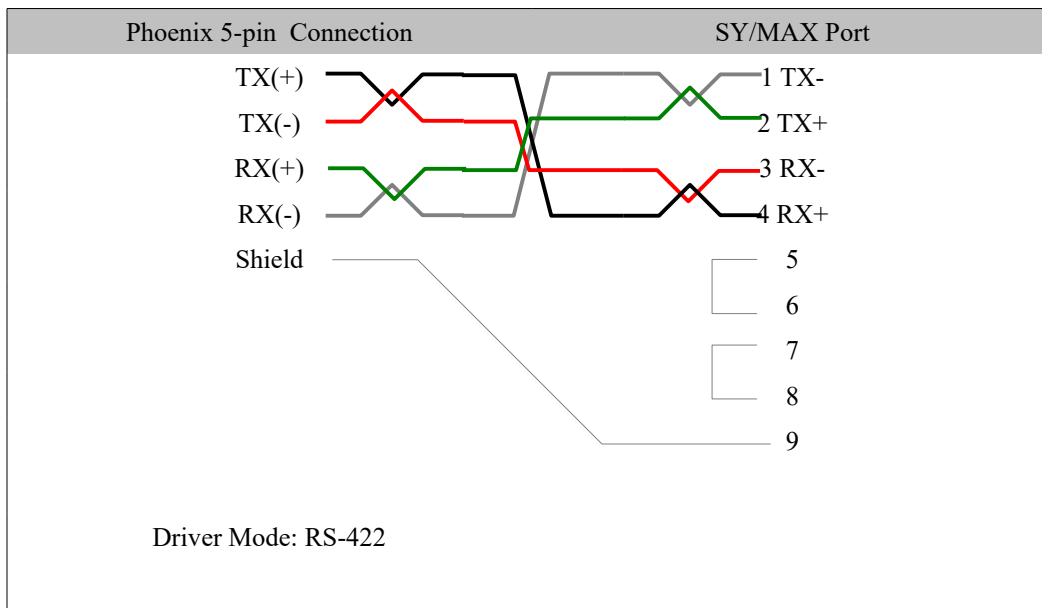 Phoenix 5-pin  Connection SY/MAX Port
TX(+) 1 TX-
TX(-) 2 TX+
RX(+) 3 RX-
RX(-) 4 RX+
Shield 5
6
7
8
9
Driver Mode: RS-422